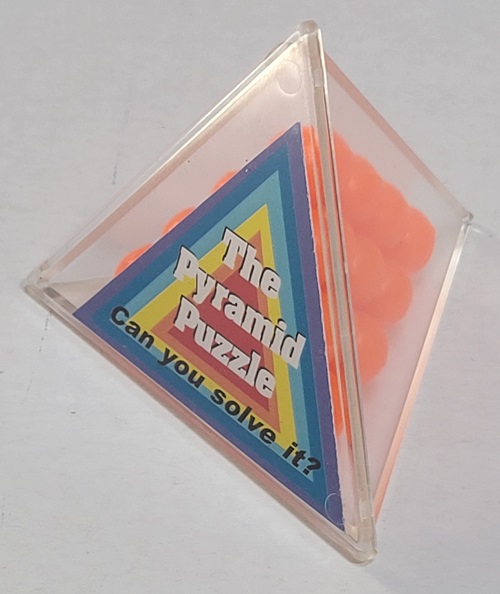 The
Pyramid
Puzzle
Can you solve it?